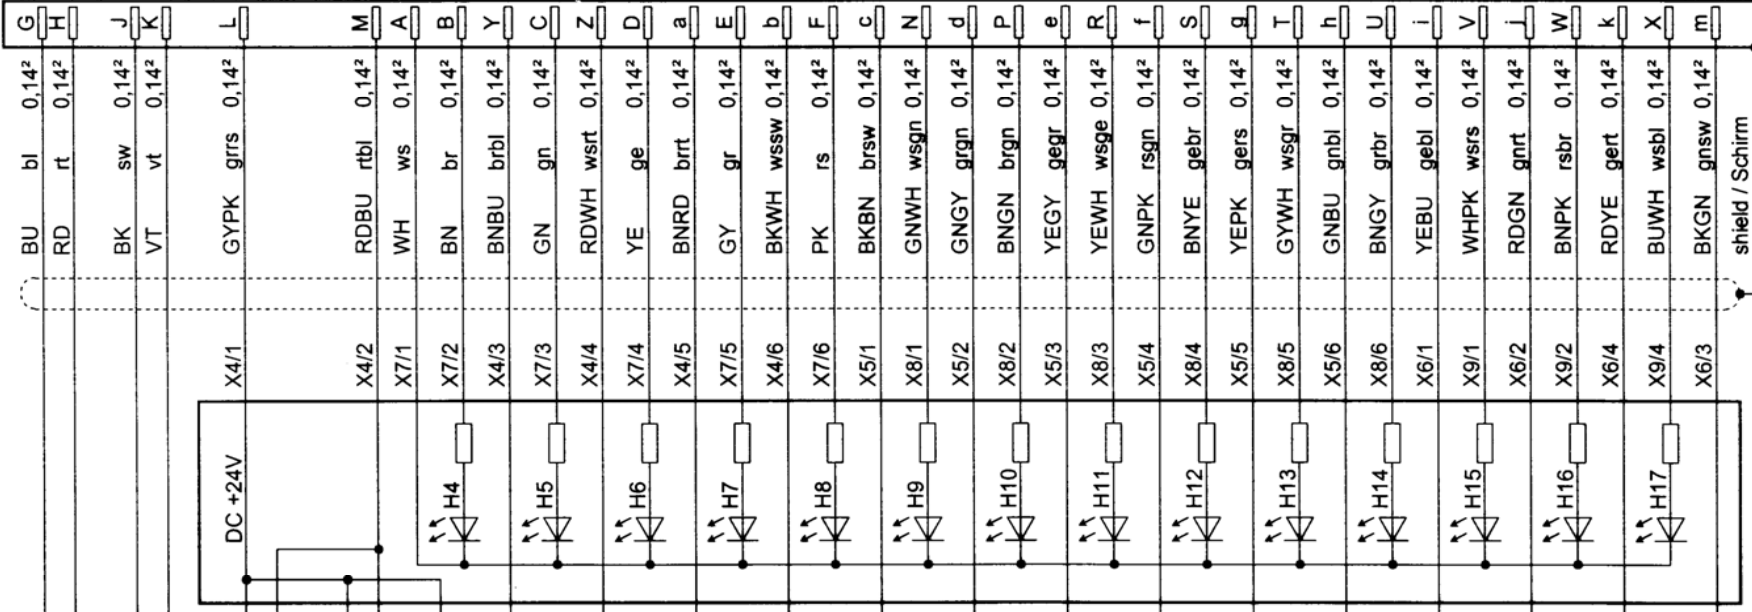 G H J K L M A B Y C Z D a E b F c N d P e R f S g T h U i V j W k X m
BU bl 0,14²
RD rt 0,14²
BK sw 0,14²
VT vt 0,14²
GYPK grrs 0,14²
RDBU rtbl 0,14²
WH ws 0,14²
BN br 0,14²
BNBU brbl 0,14²
GN gn 0,14²
RDWH wsrt 0,14²
YE ge 0,14²
BNRD brrt 0,14²
GY gr 0,14²
BKWH wssw 0,14²
PK rs 0,14²
BKBN brsw 0,14²
GNWH wsgn 0,14²
GNGY grgn 0,14²
BNGN brgn 0,14²
YEGY gegr 0,14²
YEWH wsge 0,14²
GNPK rsgn 0,14²
BNYE gebr 0,14²
YEPK gers 0,14²
GYWH wsgr 0,14²
GNBU gnbl 0,14²
BNGY grbr 0,14²
YEBU gebl 0,14²
WHPK wsrs 0,14²
RDGN gnrt 0,14²
BNPK rsbr 0,14²
RDYE gert 0,14²
BUWH wsbl 0,14²
BKGN gnsw 0,14²
shield / Schirm
X4/1 X4/2 X7/1 X7/2 X4/3 X7/3 X4/4 X7/4 X4/5 X7/5 X4/6 X7/6 X5/1 X8/1 X5/2 X8/2 X5/3 X8/3 X5/4 X8/4 X5/5 X8/5 X5/6 X8/6 X6/1 X9/1 X6/2 X9/2 X6/4 X9/4 X6/3
DC +24V
H4 H5 H6 H7 H8 H9 H10 H11 H12 H13 H14 H15 H16 H17